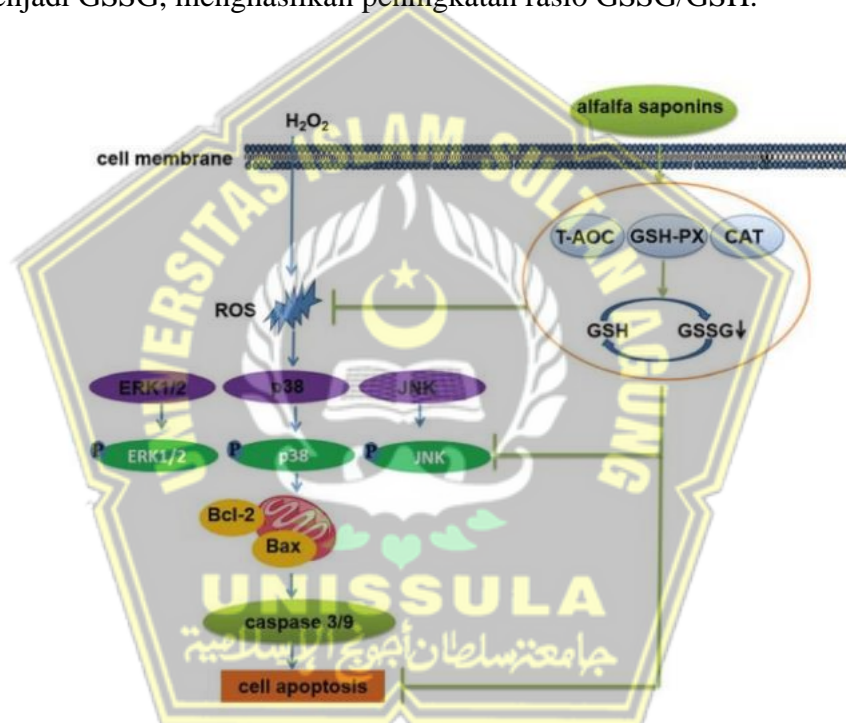 menjadi GSSG, menghasilkan peningkatan rasio GSSG/GSH.
alfalfa saponins
H₂O₂
cell membrane
UNIVERSITAS ISLAM SULTAN AGUNG
T-AOC GSH-PX CAT
ROS
GSH GSSG↓
ERK1/2 p38 JNK
P ERK1/2 P p38 P JNK
Bcl-2
Bax
UNISSULA
caspase 3/9
جامعة سلطان أجونج الإسلامية
cell apoptosis